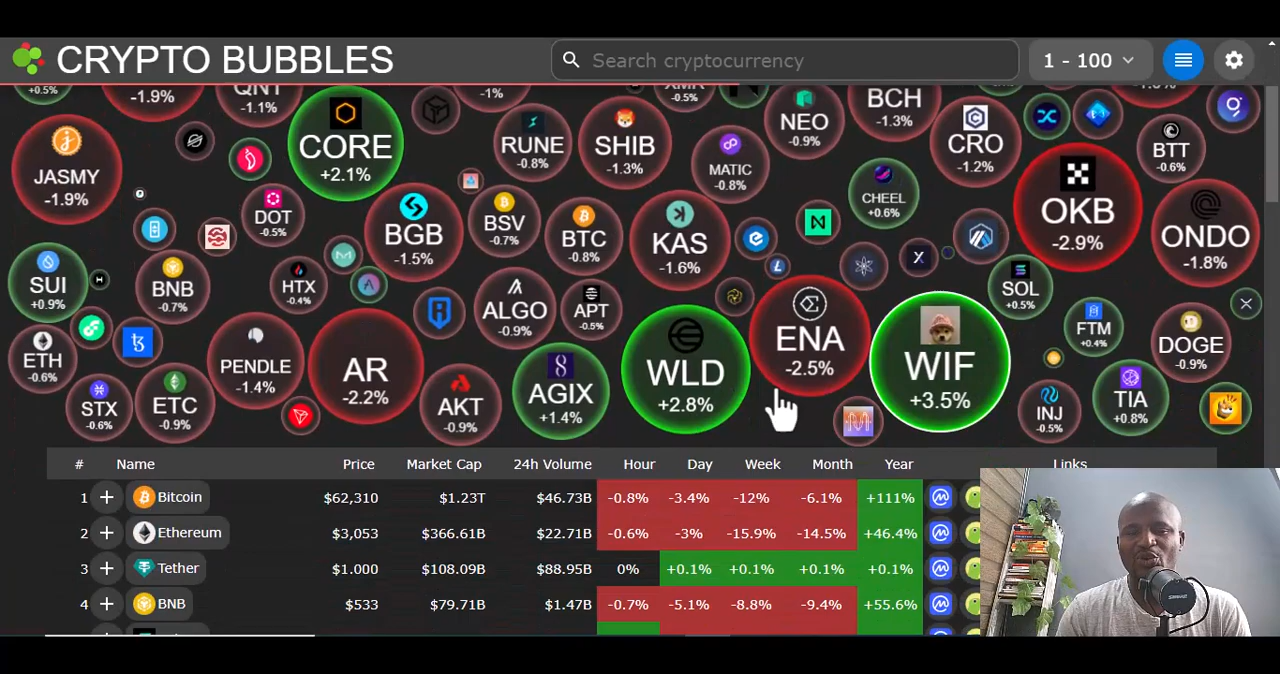 CRYPTO BUBBLES
Search cryptocurrency
1 - 100
+0.5%
-1.9%
QNT
-1.1%
CORE
+2.1%
-1%
RUNE
-0.8%
SHIB
-1.3%
XMR
-0.5%
MATIC
-0.8%
NEO
-0.9%
BCH
-1.3%
CRO
-1.2%
BTT
-0.6%
JASMY
-1.9%
DOT
-0.5%
BGB
-1.5%
BSV
-0.7%
BTC
-0.8%
KAS
-1.6%
CHEEL
+0.6%
OKB
-2.9%
ONDO
-1.8%
SUI
+0.9%
BNB
-0.7%
HTX
-0.4%
ALGO
-0.9%
APT
-0.5%
X
SOL
+0.5%
ETH
-0.6%
PENDLE
-1.4%
AR
-2.2%
WLD
+2.8%
ENA
-2.5%
WIF
+3.5%
FTM
+0.4%
DOGE
-0.9%
STX
-0.6%
ETC
-0.9%
AKT
-0.9%
AGIX
+1.4%
INJ
-0.5%
TIA
+0.8%
# Name Price Market Cap 24h Volume Hour Day Week Month Year Links
1 + Bitcoin $62,310 $1.23T $46.73B -0.8% -3.4% -12% -6.1% +111%
2 + Ethereum $3,053 $366.61B $22.71B -0.6% -3% -15.9% -14.5% +46.4%
3 + Tether $1.000 $108.09B $88.95B 0% +0.1% +0.1% +0.1% +0.1%
4 + BNB $533 $79.71B $1.47B -0.7% -5.1% -8.8% -9.4% +55.6%